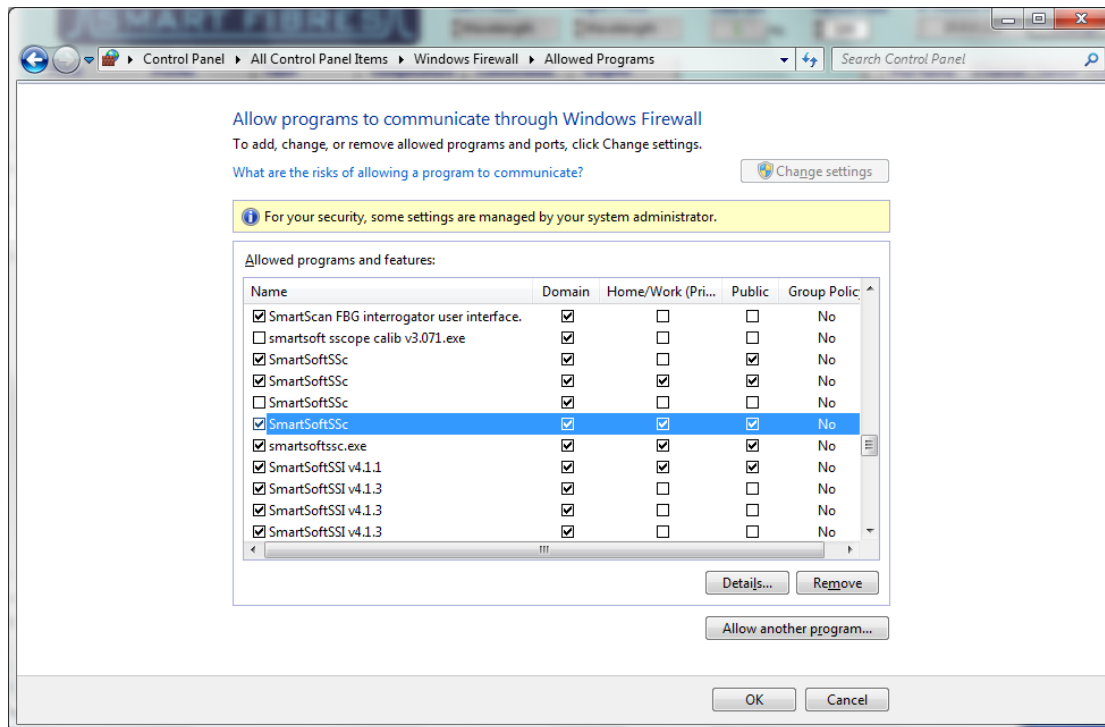 SMART FIBRES
Wavelength
Wavelength
Control Panel ▸ All Control Panel Items ▸ Windows Firewall ▸ Allowed Programs
Search Control Panel
Allow programs to communicate through Windows Firewall
To add, change, or remove allowed programs and ports, click Change settings.
What are the risks of allowing a program to communicate?
Change settings
For your security, some settings are managed by your system administrator.
Allowed programs and features:
Name Domain Home/Work (Pri... Public Group Polic
SmartScan FBG interrogator user interface. No
smartsoft sscope calib v3.071.exe No
SmartSoftSSc No
SmartSoftSSc No
SmartSoftSSc No
SmartSoftSSc No
smartsoftssc.exe No
SmartSoftSSI v4.1.1 No
SmartSoftSSI v4.1.3 No
SmartSoftSSI v4.1.3 No
SmartSoftSSI v4.1.3 No
Details... Remove
Allow another program...
OK Cancel